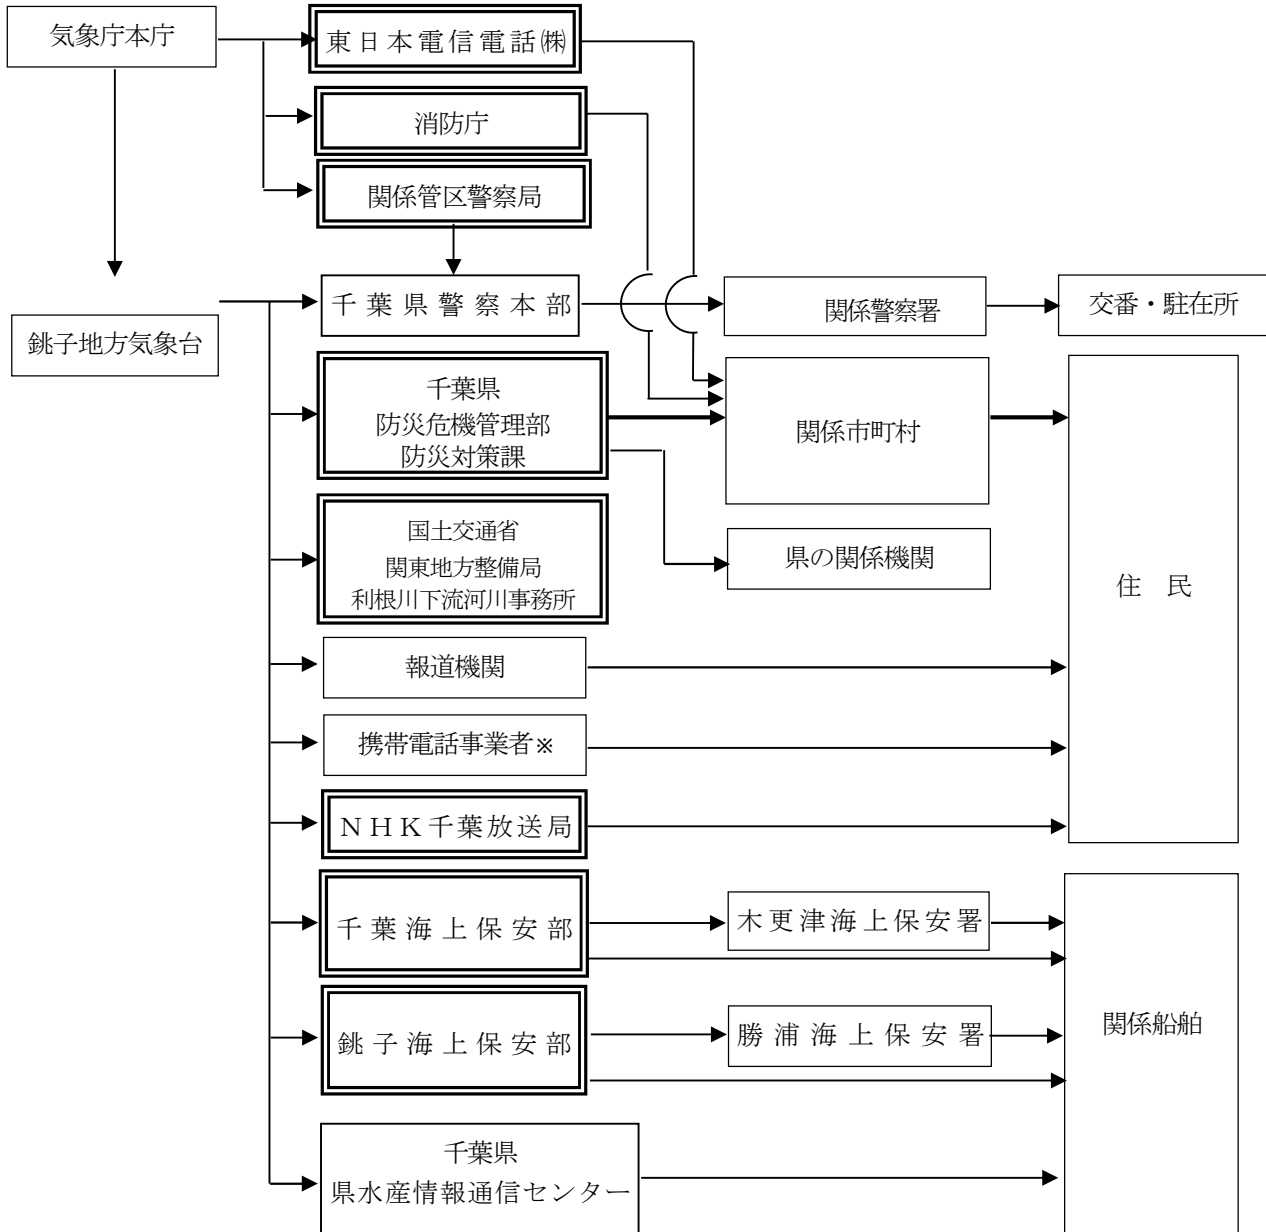 気象庁本庁
東日本電信電話㈱
消防庁
関係管区警察局
千葉県警察本部
関係警察署
交番・駐在所
銚子地方気象台
千葉県
防災危機管理部
防災対策課
関係市町村
国土交通省
関東地方整備局
利根川下流河川事務所
県の関係機関
住　民
報道機関
携帯電話事業者※
ＮＨＫ千葉放送局
千葉海上保安部
木更津海上保安署
銚子海上保安部
勝浦海上保安署
関係船舶
千葉県
県水産情報通信センター